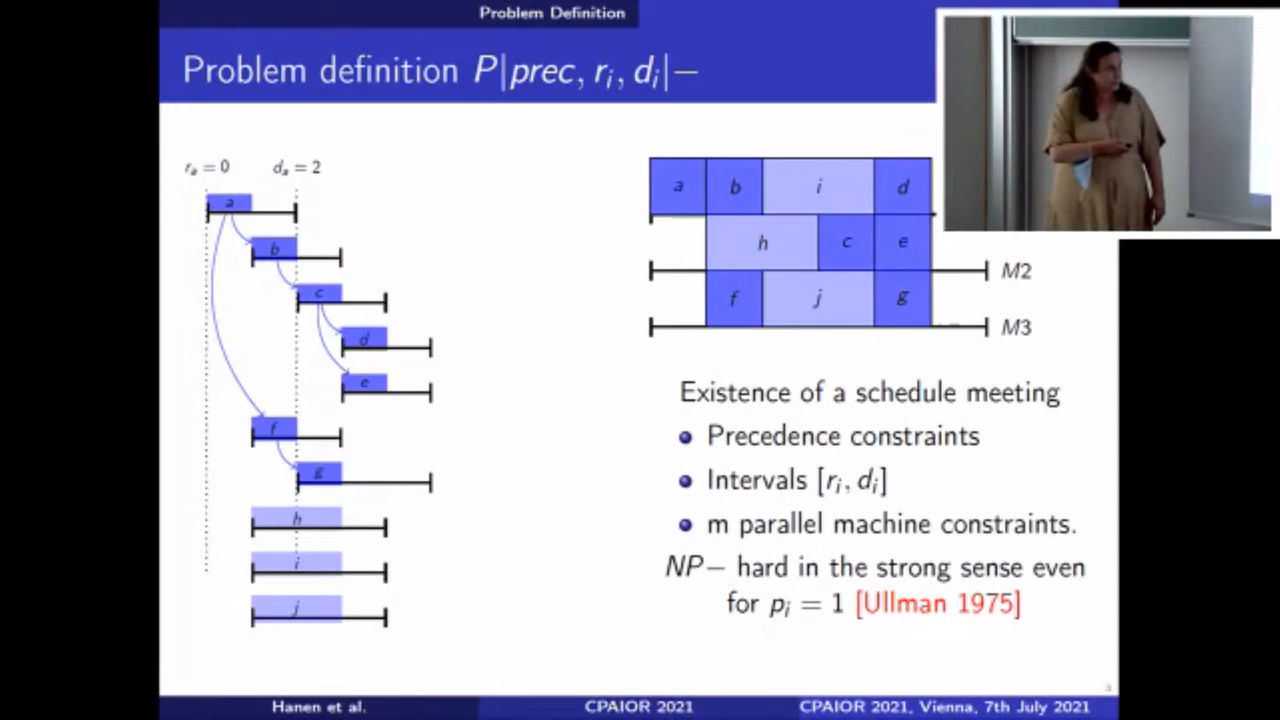 Problem Definition
Problem definition P|prec, r_i, d_i|−
r_a = 0 d_a = 2
a
b
c
d
e
f
g
h
i
j
a b i d
h c e
M2
f j g
M3
Existence of a schedule meeting
Precedence constraints
Intervals [r_i, d_i]
m parallel machine constraints.
NP− hard in the strong sense even
for p_i = 1 [Ullman 1975]
3
Hanen et al. CPAIOR 2021 CPAIOR 2021, Vienna, 7th July 2021